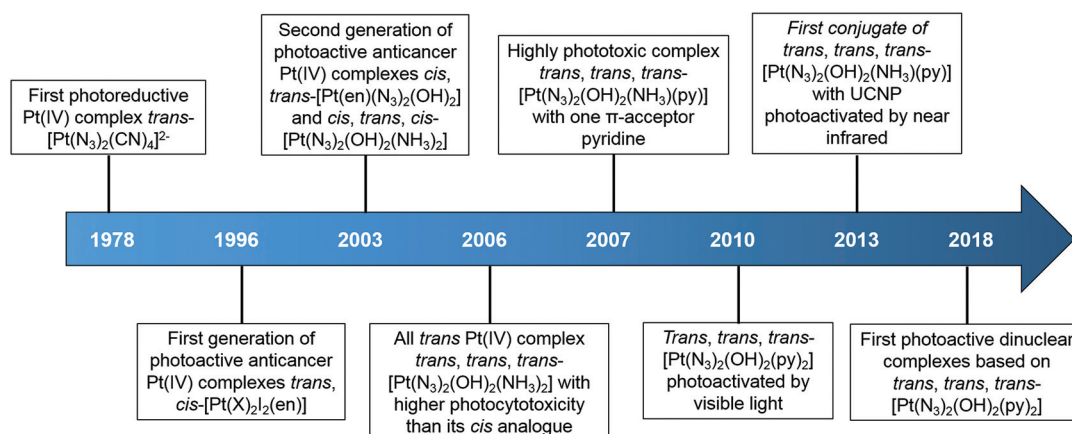 First photoreductive
Pt(IV) complex trans-
[Pt(N₃)₂(CN)₄]²⁻
Second generation of
photoactive anticancer
Pt(IV) complexes cis,
trans-[Pt(en)(N₃)₂(OH)₂]
and cis, trans, cis-
[Pt(N₃)₂(OH)₂(NH₃)₂]
Highly phototoxic complex
trans, trans, trans-
[Pt(N₃)₂(OH)₂(NH₃)(py)]
with one π-acceptor
pyridine
First conjugate of
trans, trans, trans-
[Pt(N₃)₂(OH)₂(NH₃)(py)]
with UCNP
photoactivated by near
infrared
1978 1996 2003 2006 2007 2010 2013 2018
First generation of
photoactive anticancer
Pt(IV) complexes trans,
cis-[Pt(X)₂I₂(en)]
All trans Pt(IV) complex
trans, trans, trans-
[Pt(N₃)₂(OH)₂(NH₃)₂] with
higher photocytotoxicity
than its cis analogue
Trans, trans, trans-
[Pt(N₃)₂(OH)₂(py)₂]
photoactivated by
visible light
First photoactive dinuclear
complexes based on
trans, trans, trans-
[Pt(N₃)₂(OH)₂(py)₂]